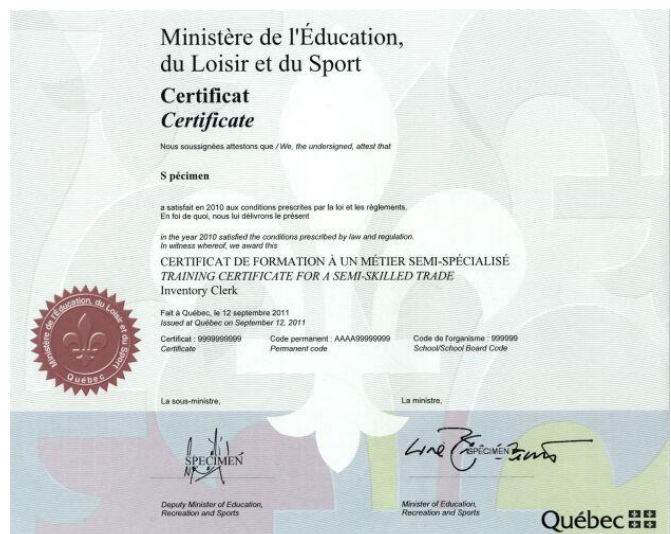 Ministère de l'Éducation,
du Loisir et du Sport
Certificat
Certificate
Nous soussignées attestons que / We, the undersigned, attest that
S pécimen
a satisfait en 2010 aux conditions prescrites par la loi et les règlements.
En foi de quoi, nous lui délivrons le présent
in the year 2010 satisfied the conditions prescribed by law and regulation.
In witness whereof, we award this
CERTIFICAT DE FORMATION À UN MÉTIER SEMI-SPÉCIALISÉ
TRAINING CERTIFICATE FOR A SEMI-SKILLED TRADE
Inventory Clerk
Fait à Québec, le 12 septembre 2011
Issued at Québec on September 12, 2011
Certificat : 9999999999 Code permanent : AAAA99999999 Code de l'organisme : 999999
Certificate Permanent code School/School Board Code
Ministère de l'Éducation, du Loisir et du Sport
Québec
La sous-ministre, La ministre,
SPÉCIMEN SPÉCIMEN
Deputy Minister of Education, Minister of Education,
Recreation and Sports Recreation and Sports
Québec